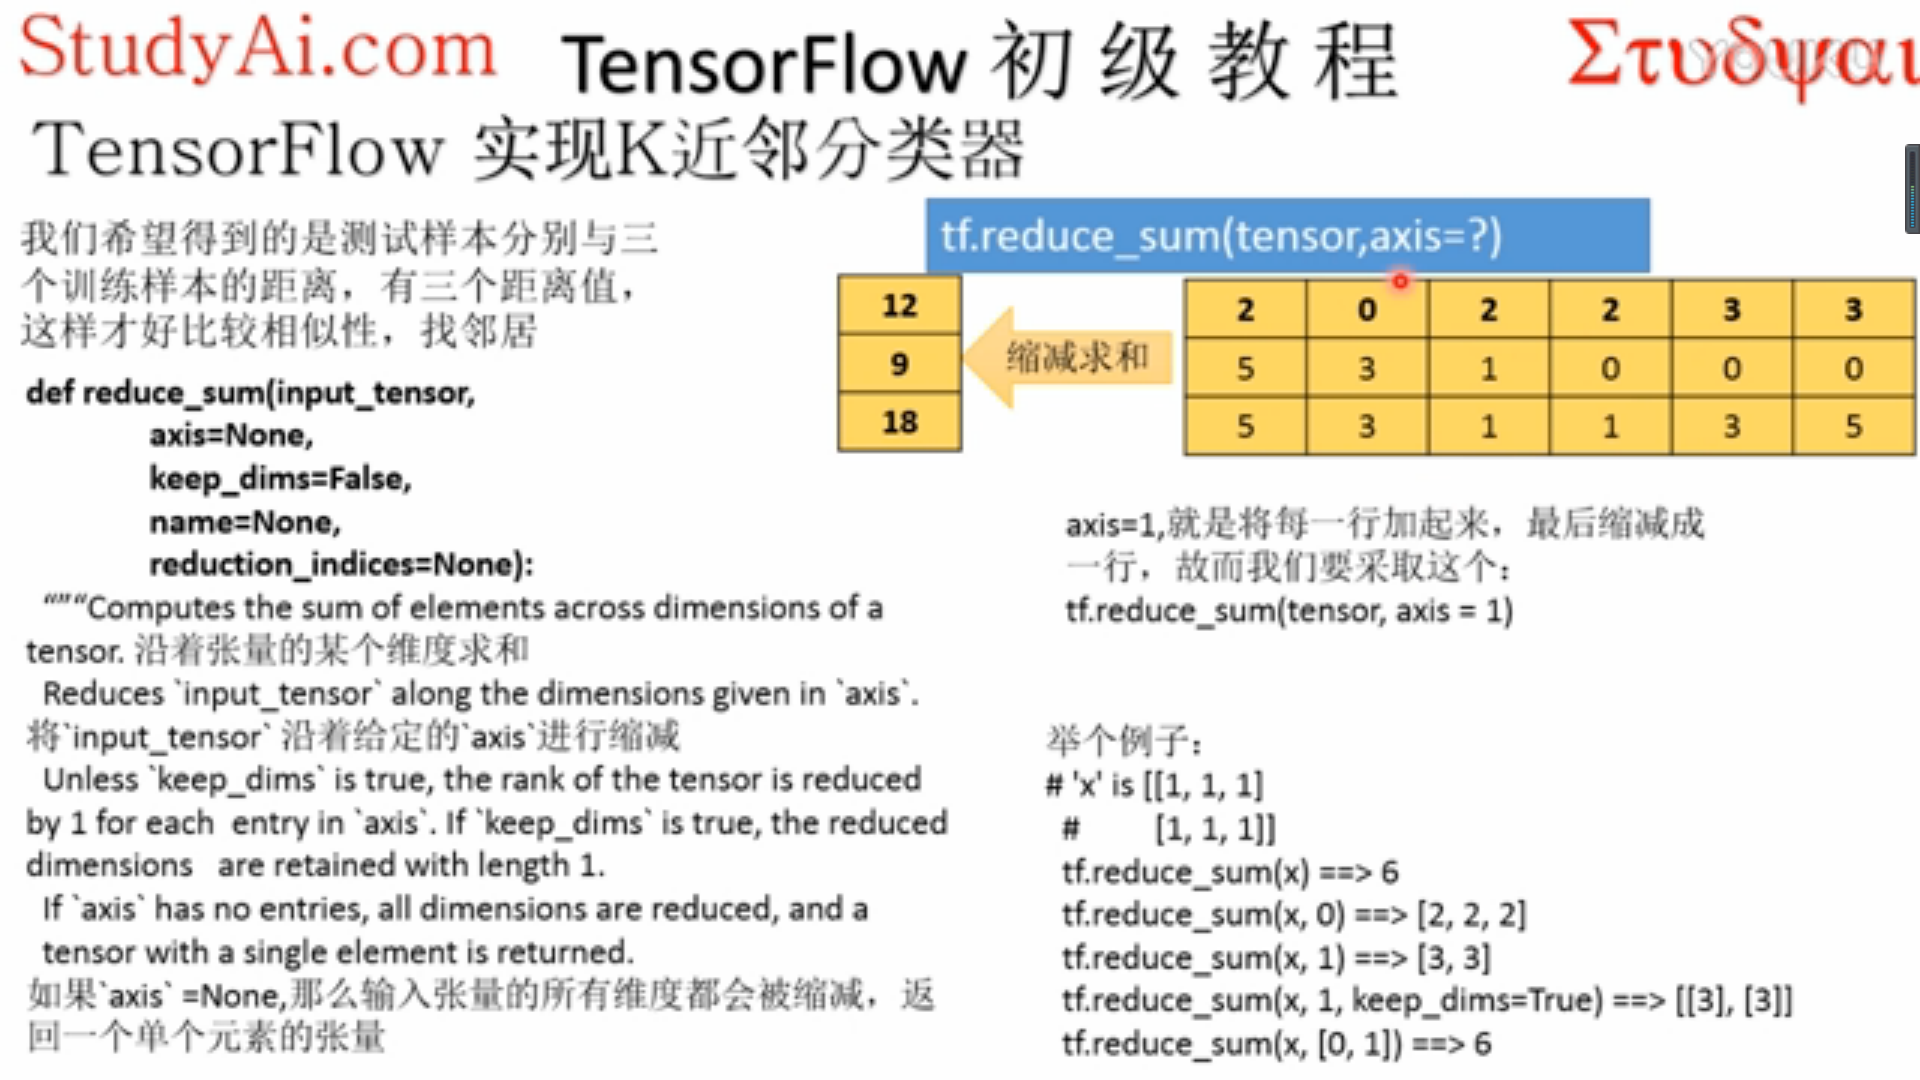 StudyAi.com
TensorFlow 初 级 教 程
Στυδψαι
TensorFlow 实现K近邻分类器
我们希望得到的是测试样本分别与三
个训练样本的距离，有三个距离值，
这样才好比较相似性，找邻居
def reduce_sum(input_tensor,
axis=None,
keep_dims=False,
name=None,
reduction_indices=None):
“”“Computes the sum of elements across dimensions of a
tensor. 沿着张量的某个维度求和
Reduces `input_tensor` along the dimensions given in `axis`.
将`input_tensor` 沿着给定的`axis`进行缩减
Unless `keep_dims` is true, the rank of the tensor is reduced
by 1 for each entry in `axis`. If `keep_dims` is true, the reduced
dimensions are retained with length 1.
If `axis` has no entries, all dimensions are reduced, and a
tensor with a single element is returned.
如果`axis` =None,那么输入张量的所有维度都会被缩减，返
回一个单个元素的张量
tf.reduce_sum(tensor,axis=?)
12
9
18
缩减求和
2 0 2 2 3 3
5 3 1 0 0 0
5 3 1 1 3 5
axis=1,就是将每一行加起来，最后缩减成
一行，故而我们要采取这个：
tf.reduce_sum(tensor, axis = 1)
举个例子：
# 'x' is [[1, 1, 1]
# [1, 1, 1]]
tf.reduce_sum(x) ==> 6
tf.reduce_sum(x, 0) ==> [2, 2, 2]
tf.reduce_sum(x, 1) ==> [3, 3]
tf.reduce_sum(x, 1, keep_dims=True) ==> [[3], [3]]
tf.reduce_sum(x, [0, 1]) ==> 6